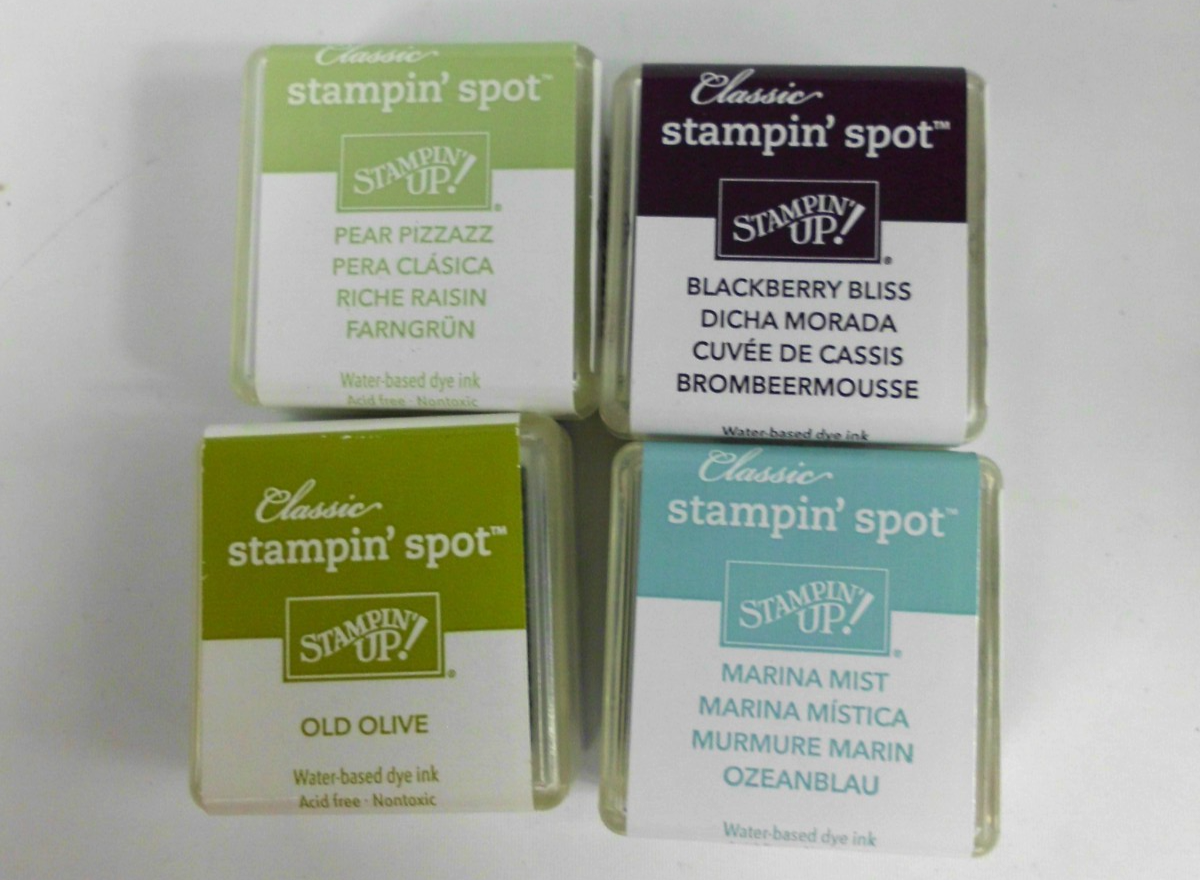 Classic
stampin' spot™
STAMPIN' UP!®
PEAR PIZZAZZ
PERA CLÁSICA
RICHE RAISIN
FARNGRÜN
Water-based dye ink
Acid free · Nontoxic
Classic
stampin' spot™
STAMPIN' UP!®
BLACKBERRY BLISS
DICHA MORADA
CUVÉE DE CASSIS
BROMBEERMOUSSE
Water-based dye ink
Classic
stampin' spot™
STAMPIN' UP!®
OLD OLIVE
Water-based dye ink
Acid free · Nontoxic
Classic
stampin' spot™
STAMPIN' UP!®
MARINA MIST
MARINA MÍSTICA
MURMURE MARIN
OZEANBLAU
Water-based dye ink